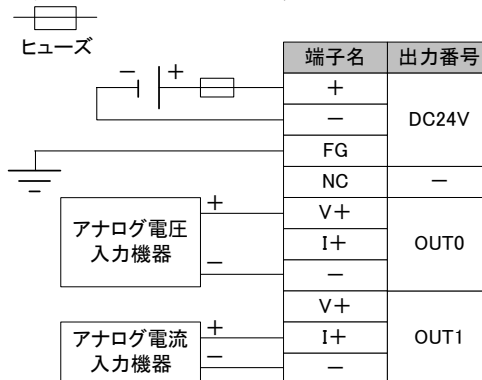 ヒューズ
端子名 出力番号
− + + DC24V
−
FG
NC −
アナログ電圧
入力機器
+ V+ OUT0
I+
− −
V+ OUT1
アナログ電流
入力機器
+ I+
− −